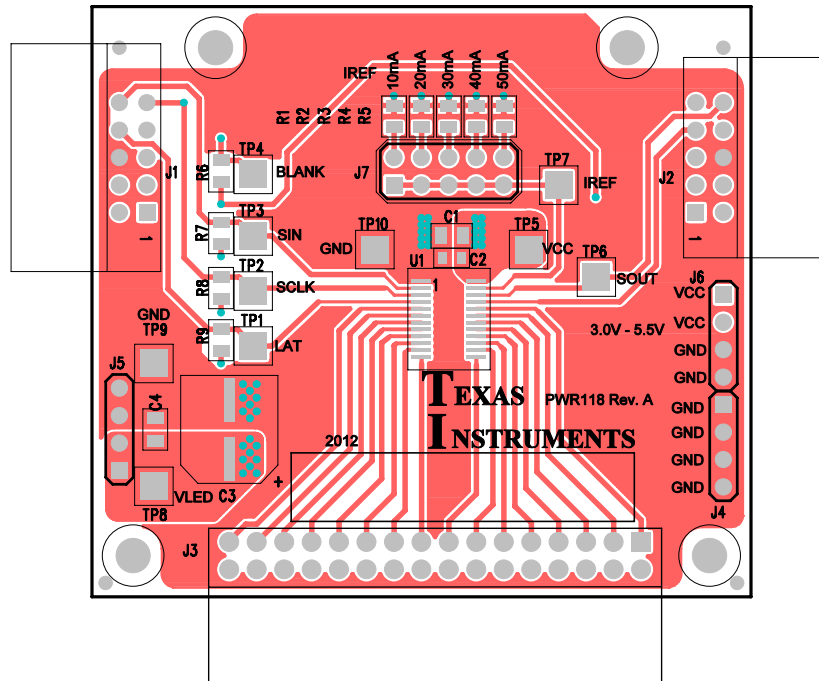 IREF
10mA
20mA
30mA
40mA
50mA
R1
R2
R3
R4
R5
J1
1
R6
TP4
BLANK
J7
TP7
IREF
J2
1
R7
TP3
SIN
TP10
GND
C1
TP5
VCC
C2
U1
1
R8
TP2
SCLK
TP6
SOUT
J6
VCC
VCC
GND
GND
3.0V - 5.5V
GND
TP9
R9
TP1
LAT
J5
C4
TEXAS
INSTRUMENTS
PWR118 Rev. A
2012
GND
GND
GND
GND
J4
VLED
C3
+
TP8
J3